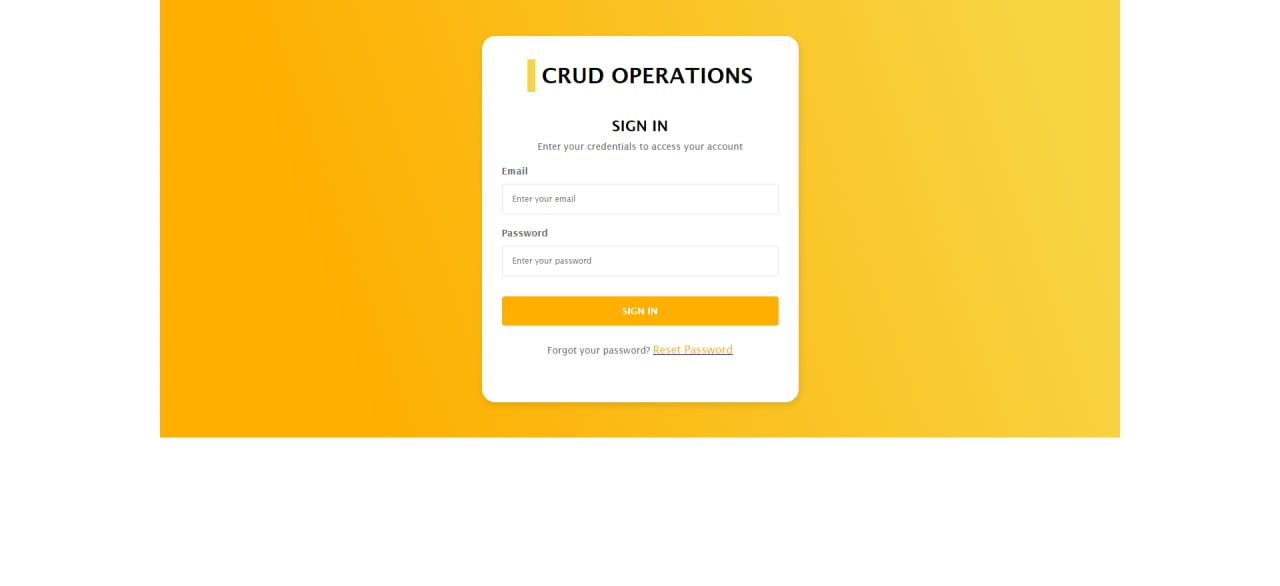 CRUD OPERATIONS
SIGN IN
Enter your credentials to access your account
Email
Enter your email
Password
Enter your password
SIGN IN
Forgot your password? Reset Password